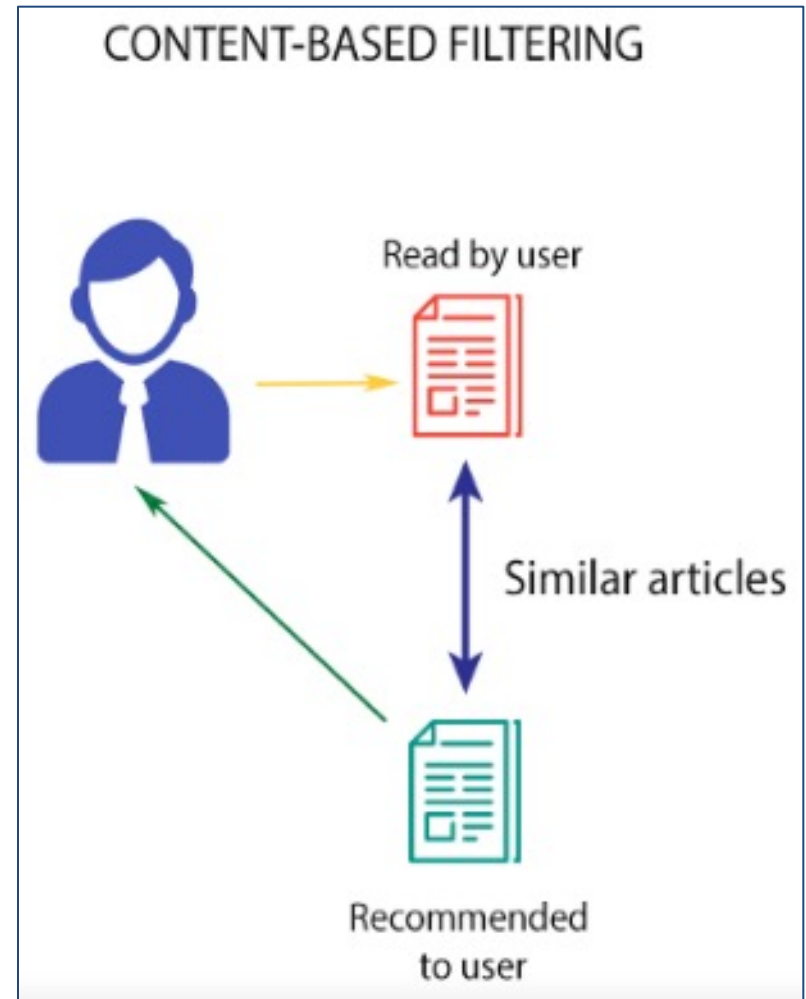 CONTENT-BASED FILTERING
Read by user
Similar articles
Recommended
to user